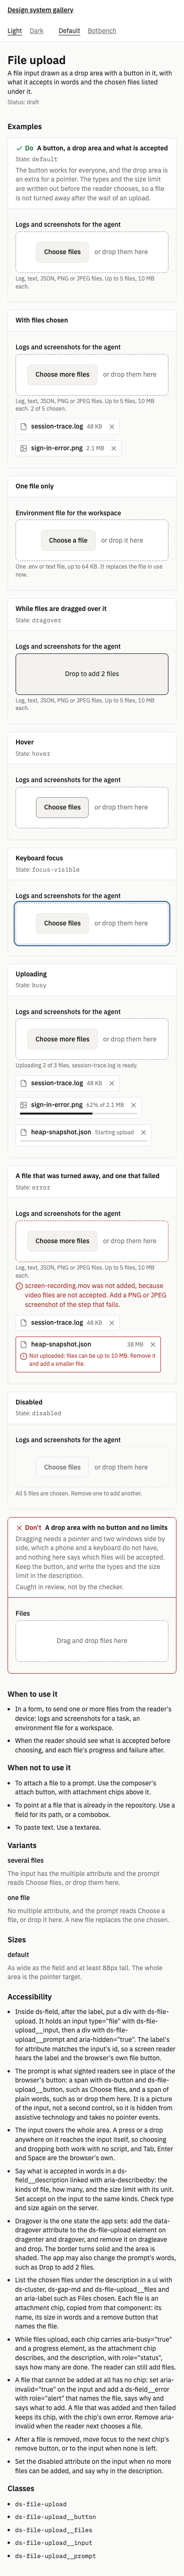 Design system gallery
Light Dark Default Botbench
File upload
A file input drawn as a drop area with a button in it, with
what it accepts in words and the chosen files listed
under it.
Status: draft
Examples
Do A button, a drop area and what is accepted
State: default
The button works for everyone, and the drop area is
an extra for a pointer. The types and the size limit
are written out before the reader chooses, so a file
is not turned away after the wait of an upload.
Logs and screenshots for the agent
Choose files or drop them here
Log, text, JSON, PNG or JPEG files. Up to 5 files, 10 MB
each.
With files chosen
Logs and screenshots for the agent
Choose more files or drop them here
Log, text, JSON, PNG or JPEG files. Up to 5 files, 10 MB
each. 2 of 5 chosen.
session-trace.log 48 KB
sign-in-error.png 2.1 MB
One file only
Environment file for the workspace
Choose a file or drop it here
One .env or text file, up to 64 KB. It replaces the file in use
now.
While files are dragged over it
State: dragover
Logs and screenshots for the agent
Drop to add 2 files
Log, text, JSON, PNG or JPEG files. Up to 5 files, 10 MB
each.
Hover
State: hover
Logs and screenshots for the agent
Choose files or drop them here
Keyboard focus
State: focus-visible
Logs and screenshots for the agent
Choose files or drop them here
Uploading
State: busy
Logs and screenshots for the agent
Choose more files or drop them here
Uploading 2 of 3 files. session-trace.log is ready.
session-trace.log 48 KB
sign-in-error.png 62% of 2.1 MB
heap-snapshot.json Starting upload
A file that was turned away, and one that failed
State: error
Logs and screenshots for the agent
Choose more files or drop them here
Log, text, JSON, PNG or JPEG files. Up to 5 files, 10 MB
each.
screen-recording.mov was not added, because
video files are not accepted. Add a PNG or JPEG
screenshot of the step that fails.
session-trace.log 48 KB
heap-snapshot.json 38 MB
Not uploaded: files can be up to 10 MB. Remove it
and add a smaller file.
Disabled
State: disabled
Logs and screenshots for the agent
Choose files or drop them here
All 5 files are chosen. Remove one to add another.
Don't A drop area with no button and no limits
Dragging needs a pointer and two windows side by
side, which a phone and a keyboard do not have,
and nothing here says which files will be accepted.
Keep the button, and write the types and the size
limit in the description.
Caught in review, not by the checker.
Files
Drag and drop files here
When to use it
In a form, to send one or more files from the reader's
device: logs and screenshots for a task, an
environment file for a workspace.
When the reader should see what is accepted before
choosing, and each file's progress and failure after.
When not to use it
To attach a file to a prompt. Use the composer's
attach button, with attachment chips above it.
To point at a file that is already in the repository. Use a
field for its path, or a combobox.
To paste text. Use a textarea.
Variants
several files
The input has the multiple attribute and the prompt
reads Choose files, or drop them here.
one file
No multiple attribute, and the prompt reads Choose a
file, or drop it here. A new file replaces the one chosen.
Sizes
default
As wide as the field and at least 88px tall. The whole
area is the pointer target.
Accessibility
Inside ds-field, after the label, put a div with ds-file-
upload. It holds an input type="file" with ds-file-
upload__input, then a div with ds-file-
upload__prompt and aria-hidden="true". The label's
for attribute matches the input's id, so a screen reader
hears the label and the browser's own file button.
The prompt is what sighted readers see in place of the
browser's button: a span with ds-button and ds-file-
upload__button, such as Choose files, and a span of
plain words, such as or drop them here. It is a picture
of the input, not a second control, so it is hidden from
assistive technology and takes no pointer events.
The input covers the whole area. A press or a drop
anywhere on it reaches the input itself, so choosing
and dropping both work with no script, and Tab, Enter
and Space are the browser's own.
Say what is accepted in words in a ds-
field__description linked with aria-describedby: the
kinds of file, how many, and the size limit with its unit.
Set accept on the input to the same kinds. Check type
and size again on the server.
Dragover is the one state the app sets: add the data-
dragover attribute to the ds-file-upload element on
dragenter and dragover, and remove it on dragleave
and drop. The border turns solid and the area is
shaded. The app may also change the prompt's words,
such as Drop to add 2 files.
List the chosen files under the description in a ul with
ds-cluster, ds-gap-md and ds-file-upload__files and
an aria-label such as Files chosen. Each file is an
attachment chip, copied from that component: its
name, its size in words and a remove button that
names the file.
While files upload, each chip carries aria-busy="true"
and a progress element, as the attachment chip
describes, and the description, with role="status",
says how many are done. The reader can still add files.
A file that cannot be added at all has no chip: set aria-
invalid="true" on the input and add a ds-field__error
with role="alert" that names the file, says why and
says what to add. A file that was added and then failed
keeps its chip, with the chip's own error. Remove aria-
invalid when the reader next chooses a file.
After a file is removed, move focus to the next chip's
remove button, or to the input when none is left.
Set the disabled attribute on the input when no more
files can be added, and say why in the description.
Classes
ds-file-upload
ds-file-upload__button
ds-file-upload__files
ds-file-upload__input
ds-file-upload__prompt